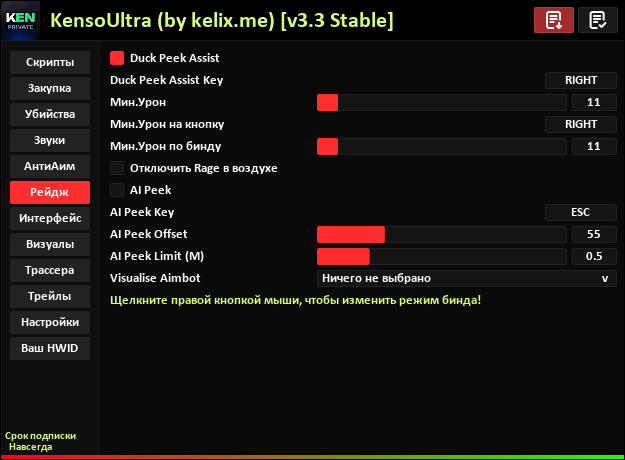 KEN
PRIVATE
KensoUltra (by kelix.me) [v3.3 Stable]
Скрипты
Закупка
Убийства
Звуки
АнтиАим
Рейдж
Интерфейс
Визуалы
Трассера
Трейлы
Настройки
Ваш HWID
Срок подписки
Навсегда
Duck Peek Assist
Duck Peek Assist Key RIGHT
Мин.Урон 11
Мин.Урон на кнопку RIGHT
Мин.Урон по бинду 11
Отключить Rage в воздухе
AI Peek
AI Peek Key ESC
AI Peek Offset 55
AI Peek Limit (M) 0.5
Visualise Aimbot Ничего не выбрано v
Щелкните правой кнопкой мыши, чтобы изменить режим бинда!